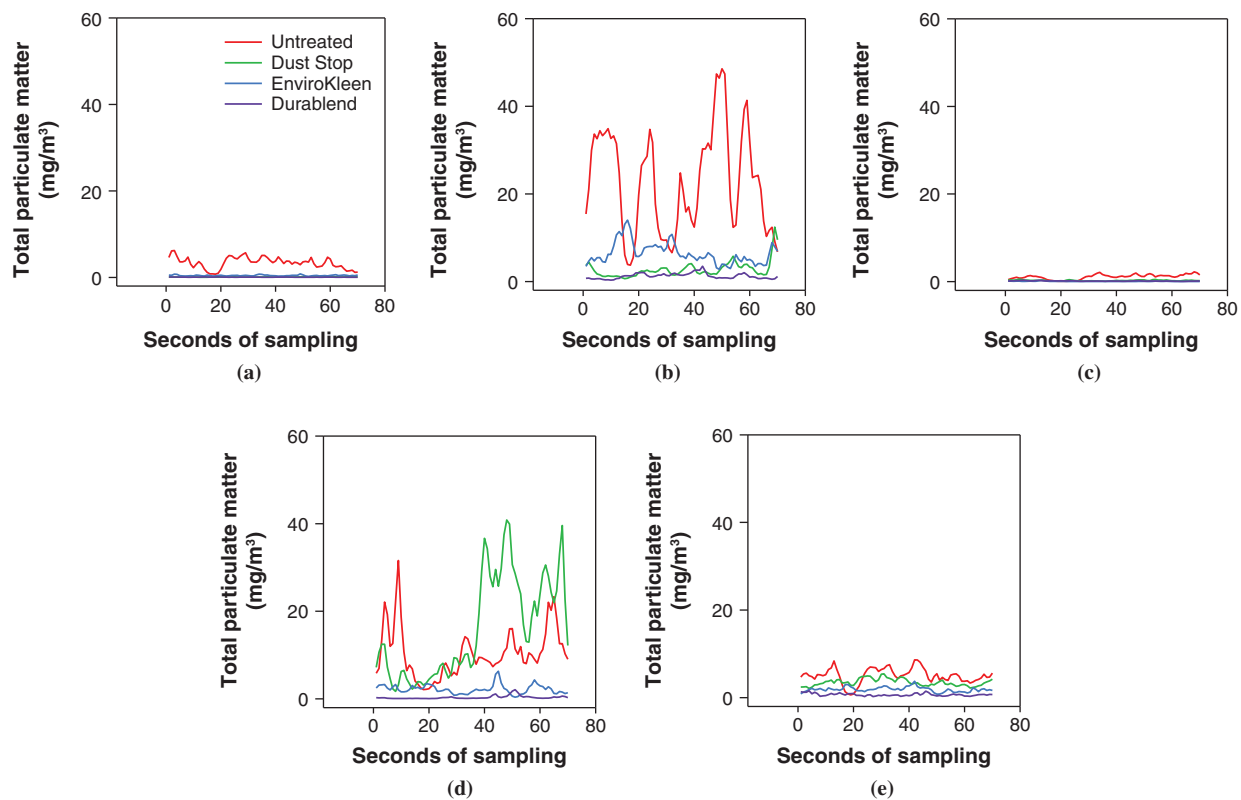 60
40
20
0
Total particulate matter
(mg/m³)
Untreated
Dust Stop
EnviroKleen
Durablend
0 20 40 60 80
Seconds of sampling
(a)
60
40
20
0
Total particulate matter
(mg/m³)
0 20 40 60 80
Seconds of sampling
(b)
60
40
20
0
Total particulate matter
(mg/m³)
0 20 40 60 80
Seconds of sampling
(c)
60
40
20
0
Total particulate matter
(mg/m³)
0 20 40 60 80
Seconds of sampling
(d)
60
40
20
0
Total particulate matter
(mg/m³)
0 20 40 60 80
Seconds of sampling
(e)